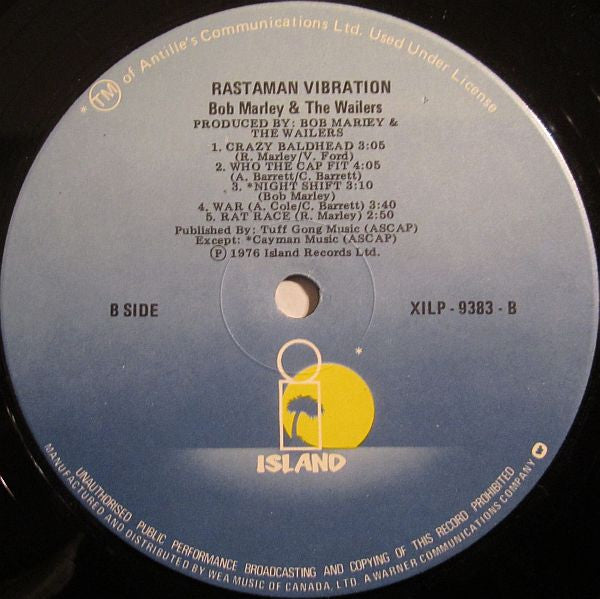 * TM of Antille's Communications Ltd. Used Under License
RASTAMAN VIBRATION
Bob Marley & The Wailers
PRODUCED BY: BOB MARLEY &
THE WAILERS
1. CRAZY BALDHEAD 3:05
(R. Marley/V. Ford)
2. WHO THE CAP FIT 4:05
(A. Barrett/C. Barrett)
3. *NIGHT SHIFT 3:10
(Bob Marley)
4. WAR (A. Cole/C. Barrett) 3:40
5. RAT RACE (R. Marley) 2:50
Published By: Tuff Gong Music (ASCAP)
Except: *Cayman Music (ASCAP)
Ⓟ 1976 Island Records Ltd.
B SIDE
XILP - 9383 - B
*
ISLAND
UNAUTHORISED PUBLIC PERFORMANCE BROADCASTING AND COPYING OF THIS RECORD PROHIBITED
MANUFACTURED AND DISTRIBUTED BY WEA MUSIC OF CANADA, LTD. A WARNER COMMUNICATIONS COMPANY